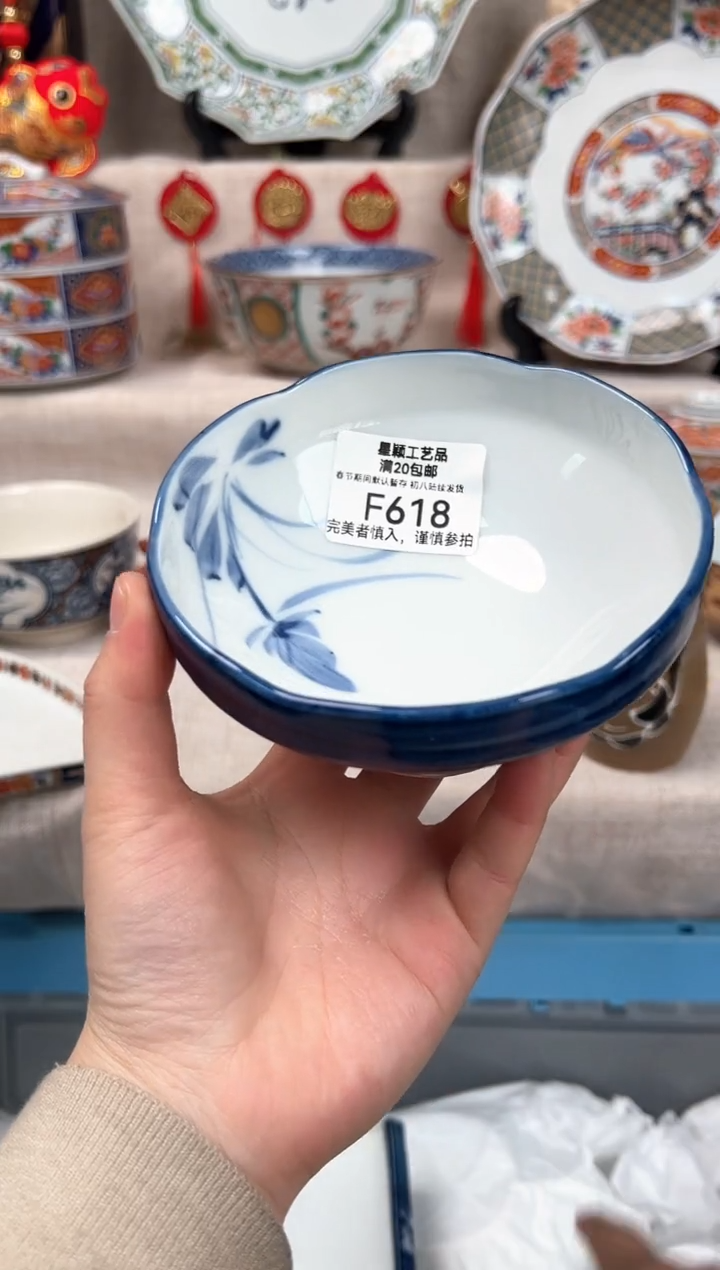 星颖工艺品
满20包邮
春节期间默认暂存 初八陆续发货
F618
完美者慎入，谨慎参拍